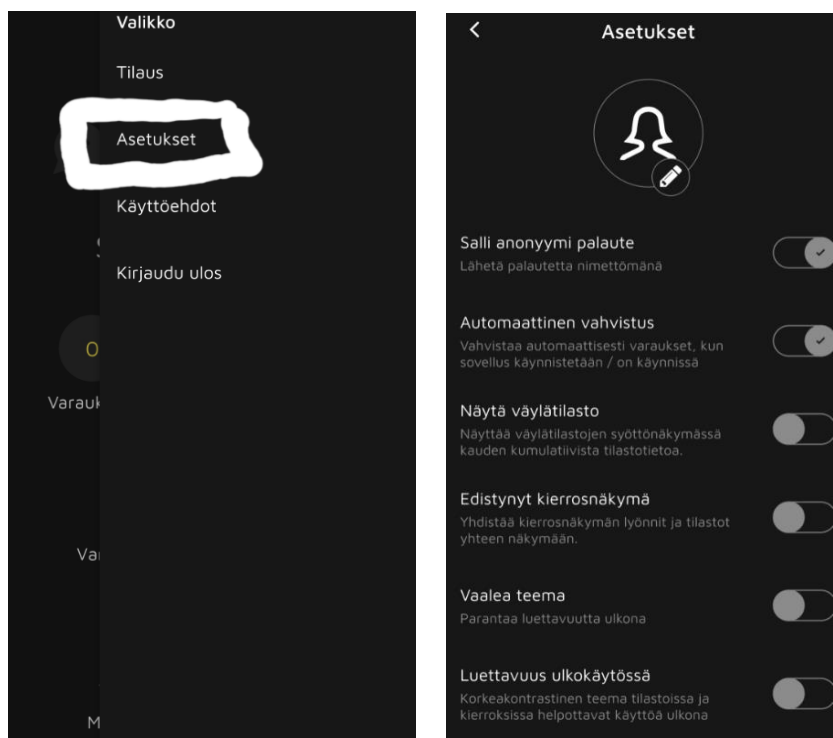 Valikko
Tilaus
Asetukset
Käyttöehdot
Kirjaudu ulos
Asetukset
Salli anonyymi palaute
Lähetä palautetta nimettömänä
Automaattinen vahvistus
Vahvistaa automaattisesti varaukset, kun
sovellus käynnistetään / on käynnissä
Näytä väylätilasto
Näyttää väylätilastojen syöttönäkymässä
kauden kumulatiivista tilastotietoa.
Edistynyt kierrosnäkymä
Yhdistää kierrosnäkymän lyönnit ja tilastot
yhteen näkymään.
Vaalea teema
Parantaa luettavuutta ulkona
Luettavuus ulkokäytössä
Korkeakontrastinen teema tilastoissa ja
kierroksissa helpottavat käyttöä ulkona